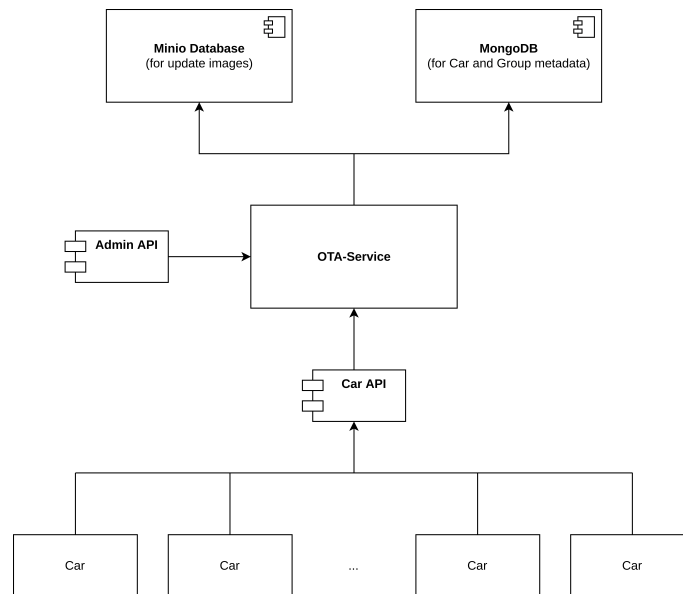 Minio Database
(for update images)
MongoDB
(for Car and Group metadata)
Admin API
OTA-Service
Car API
Car
Car
...
Car
Car